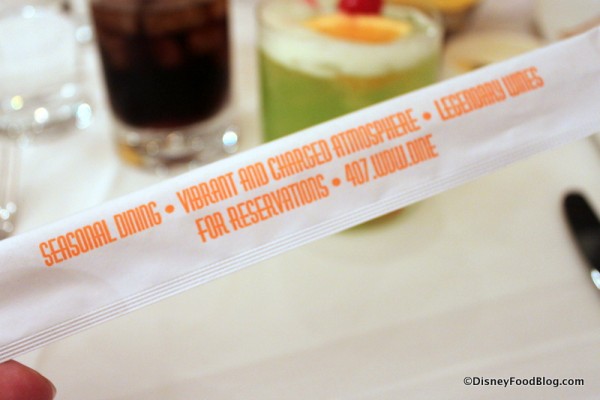 SEASONAL DINING • VIBRANT AND CHARGED ATMOSPHERE • LEGENDARY WINES
FOR RESERVATIONS • 407.WDW.DINE
©DisneyFoodBlog.com